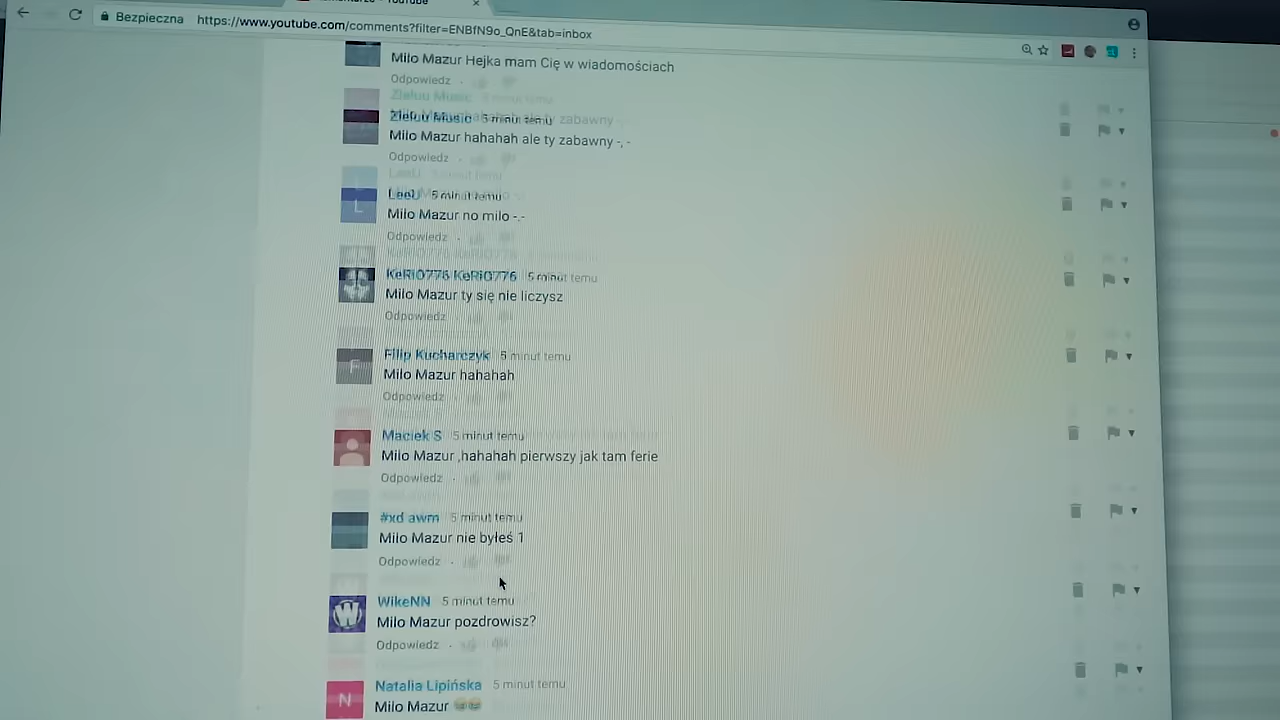 Bezpieczna https://www.youtube.com/comments?filter=ENBfN9o_QnE&tab=inbox
Milo Mazur Hejka mam Cię w wiadomościach
Odpowiedz
Zieluu Music 5 minut temu
Milo Mazur hahahah ale ty zabawny -,-
Odpowiedz
LeeU 5 minut temu
L
Milo Mazur no milo -.-
Odpowiedz
KeRiO776 KeRiO776 5 minut temu
Milo Mazur ty się nie liczysz
Odpowiedz
Filip Kucharczyk 5 minut temu
F
Milo Mazur hahahah
Odpowiedz
Maciek S 5 minut temu
Milo Mazur ,hahahah pierwszy jak tam ferie
Odpowiedz
#xd awm 5 minut temu
Milo Mazur nie byłeś 1
Odpowiedz
WikeNN 5 minut temu
W
Milo Mazur pozdrowisz?
Odpowiedz
Natalia Lipińska 5 minut temu
N
Milo Mazur